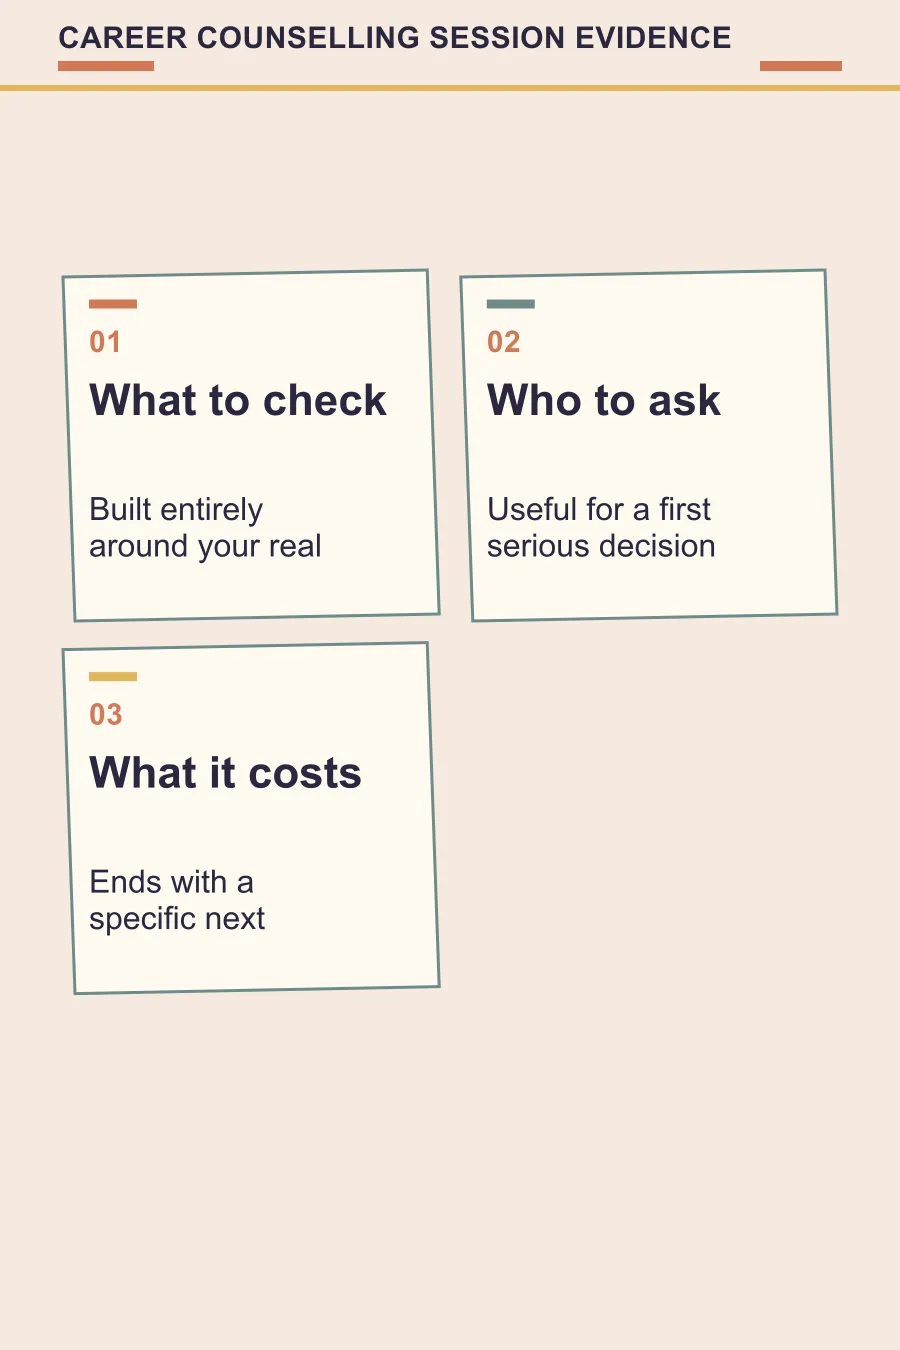 CAREER COUNSELLING SESSION EVIDENCE
01
What to check
Built entirely
around your real
02
Who to ask
Useful for a first
serious decision
03
What it costs
Ends with a
specific next